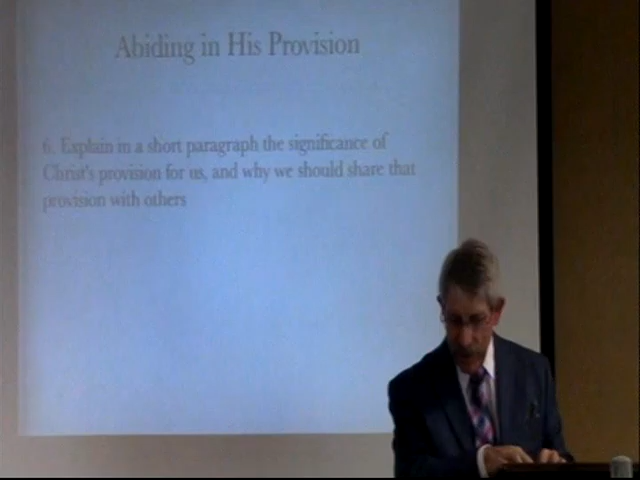 Abiding in His Provision
6. Explain in a short paragraph the significance of
Christ's provision for us, and why we should share that
provision with others